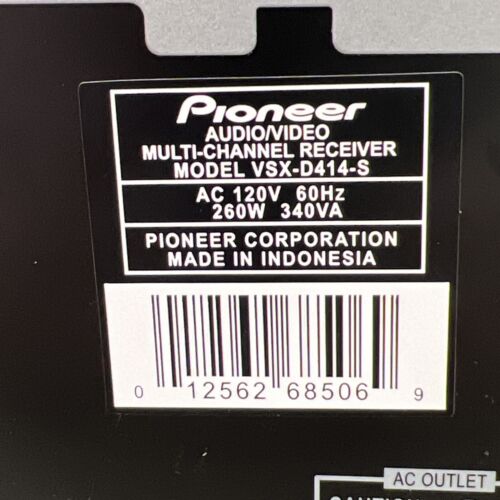 Pioneer
AUDIO/VIDEO
MULTI-CHANNEL RECEIVER
MODEL VSX-D414-S
AC 120V 60Hz
260W 340VA
PIONEER CORPORATION
MADE IN INDONESIA
0 12562 68506 9
AC OUTLET